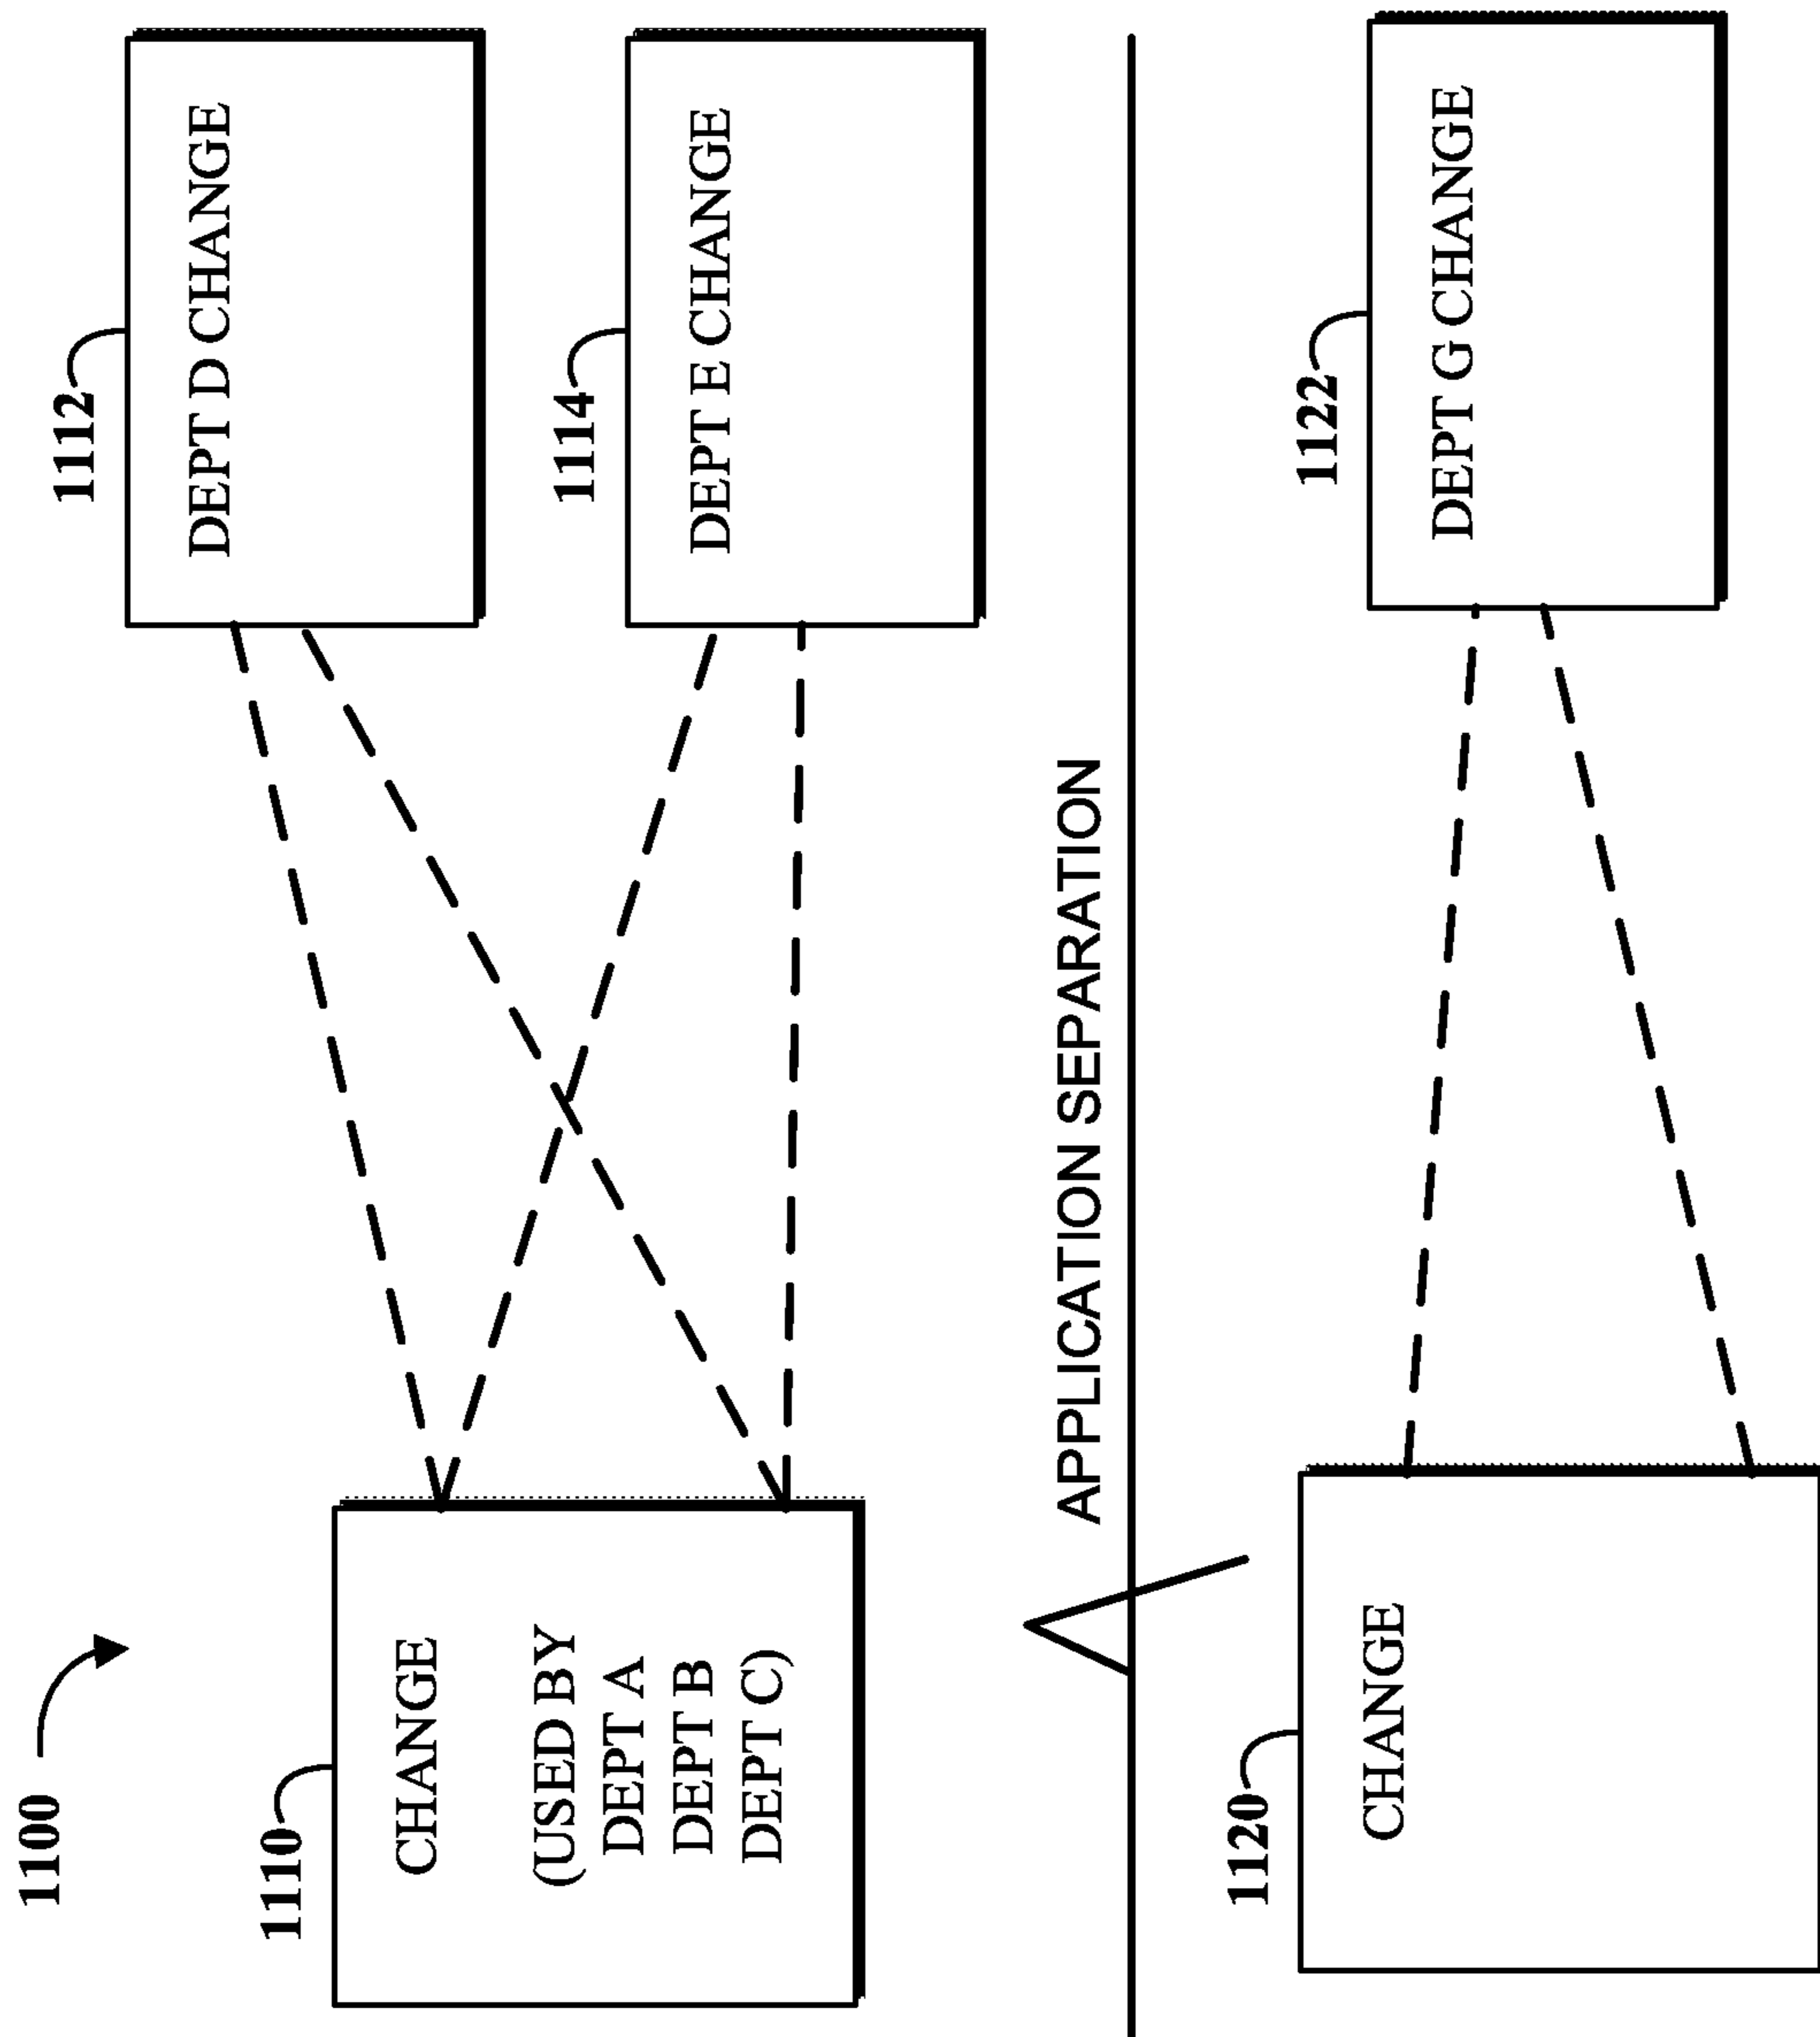 1100
1110
CHANGE
(USED BY
DEPT A
DEPT B
DEPT C)
1112
DEPT D CHANGE
1114
DEPT E CHANGE
APPLICATION SEPARATION
1120
CHANGE
1122
DEPT G CHANGE